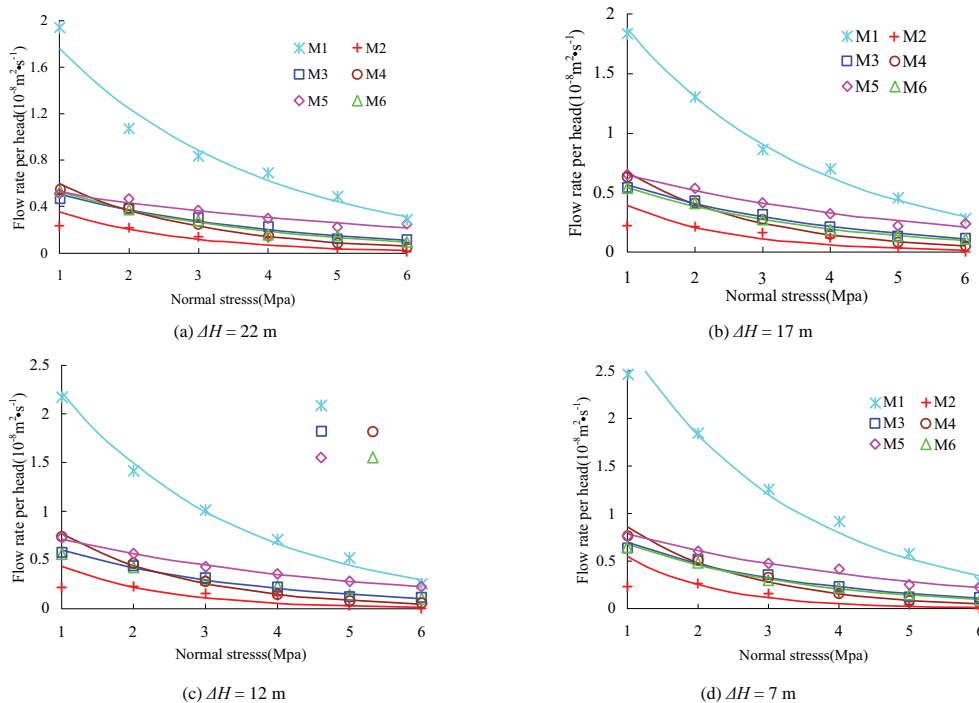 2
1.6
1.2
0.8
0.4
0
1 2 3 4 5 6
Flow rate per head(10⁻⁸m²•s⁻¹)
Normal stresss(Mpa)
M1 M2
M3 M4
M5 M6
(a) ΔH = 22 m
2
1.5
1
0.5
0
1 2 3 4 5 6
Flow rate per head(10⁻⁸m²•s⁻¹)
Normal stresss(Mpa)
M1 M2
M3 M4
M5 M6
(b) ΔH = 17 m
2.5
2
1.5
1
0.5
0
1 2 3 4 5 6
Flow rate per head(10⁻⁸m²•s⁻¹)
Normal stresss(Mpa)
(c) ΔH = 12 m
2.5
2
1.5
1
0.5
0
1 2 3 4 5 6
Flow rate per head(10⁻⁸m²•s⁻¹)
Normal stresss(Mpa)
M1 M2
M3 M4
M5 M6
(d) ΔH = 7 m